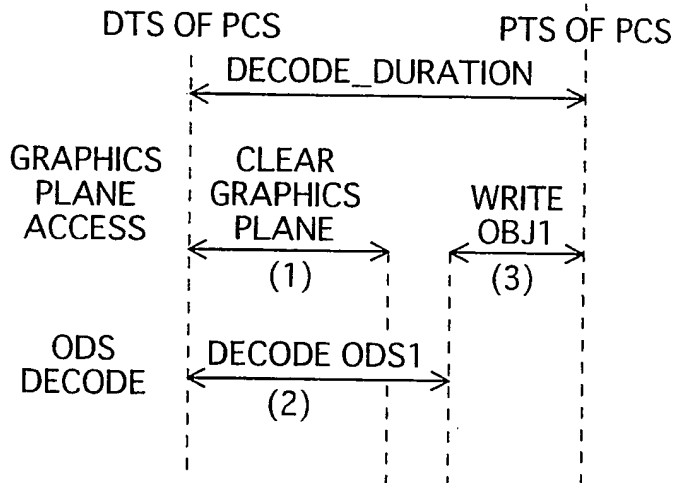 DTS OF PCS
PTS OF PCS
DECODE_DURATION
GRAPHICS
PLANE
ACCESS
CLEAR
GRAPHICS
PLANE
(1)
WRITE
OBJ1
(3)
ODS
DECODE
DECODE ODS1
(2)